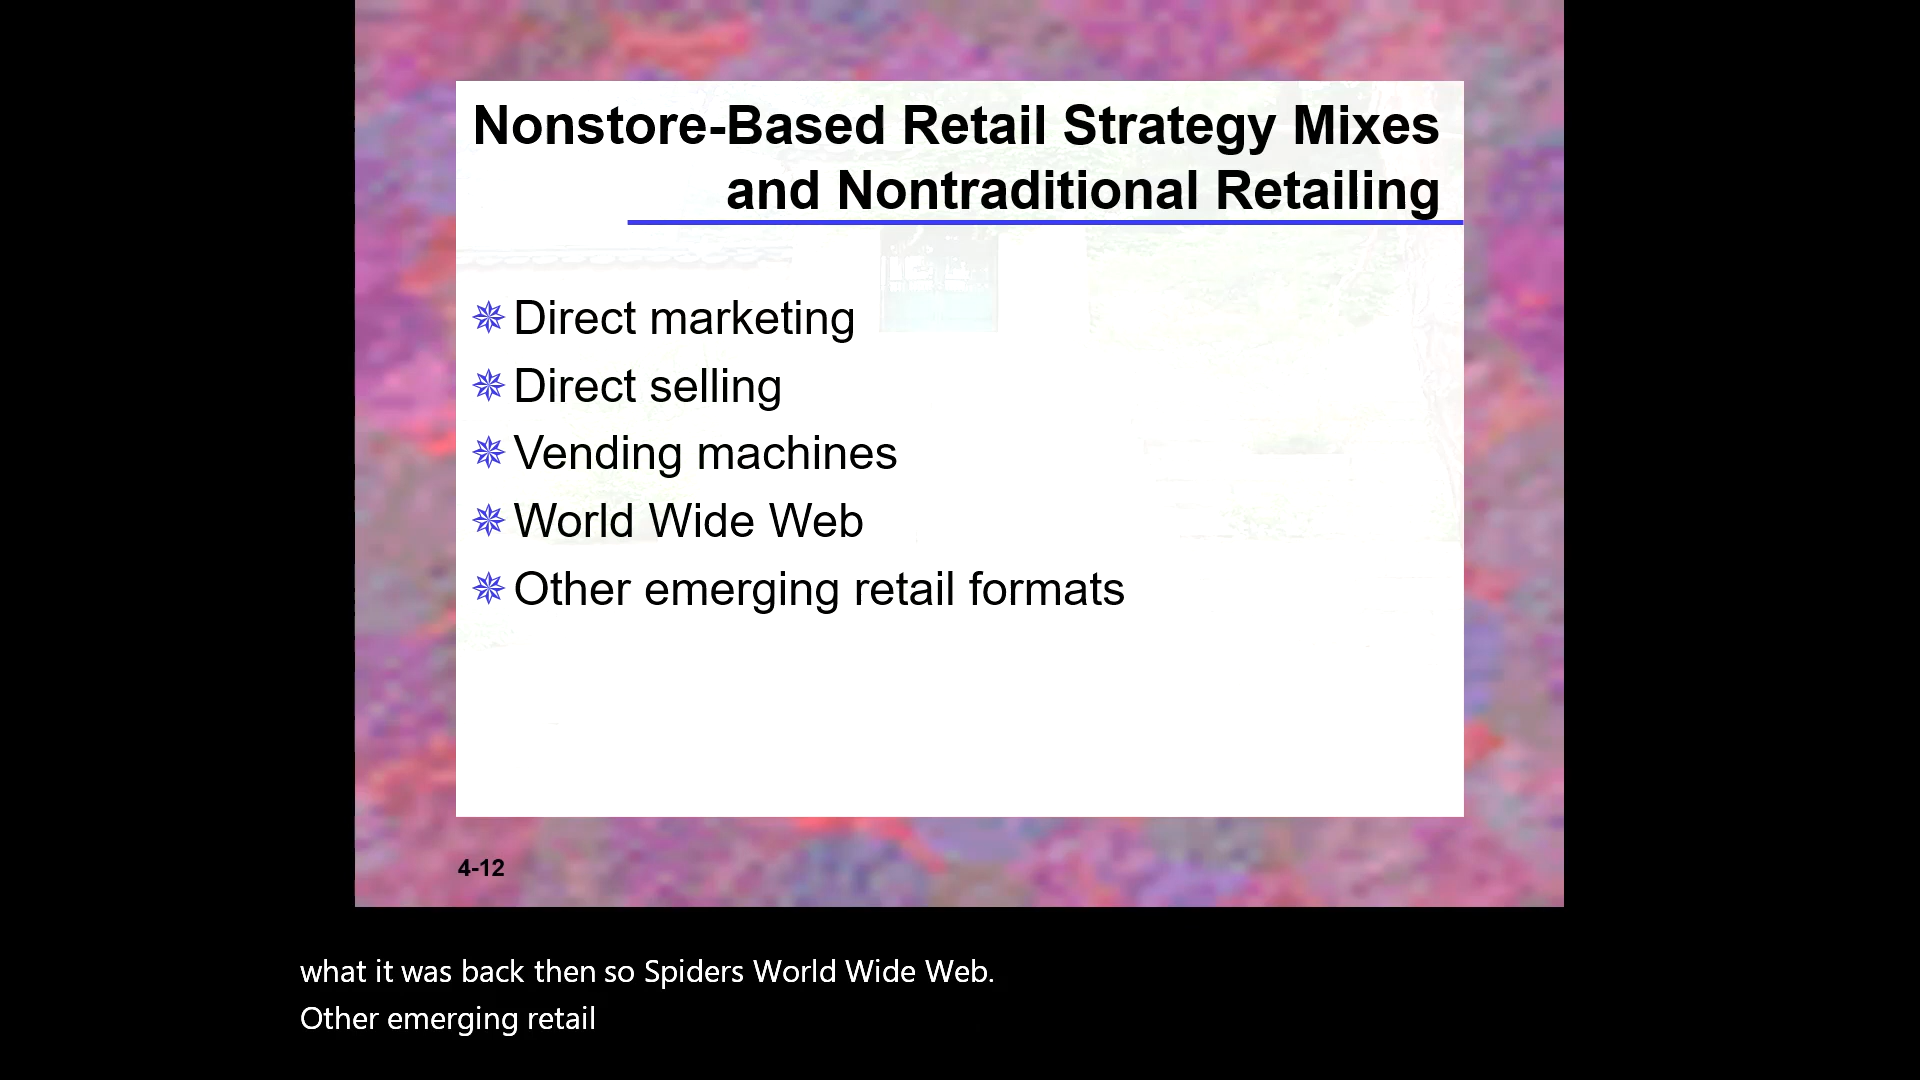 Nonstore-Based Retail Strategy Mixes
and Nontraditional Retailing
Direct marketing
Direct selling
Vending machines
World Wide Web
Other emerging retail formats
4-12
what it was back then so Spiders World Wide Web.
Other emerging retail